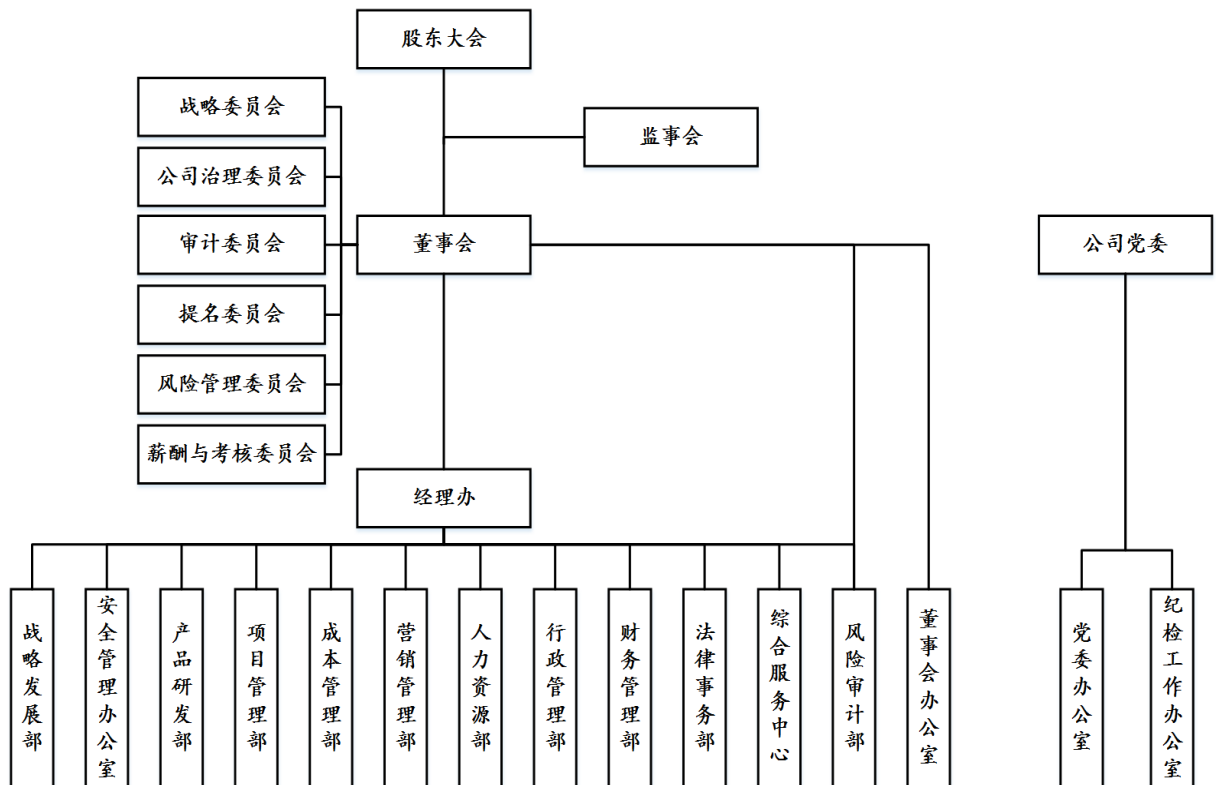 股东大会
战略委员会
监事会
公司治理委员会
审计委员会
董事会
公司党委
提名委员会
风险管理委员会
薪酬与考核委员会
经理办
战略发展部
安全管理办公室
产品研发部
项目管理部
成本管理部
营销管理部
人力资源部
行政管理部
财务管理部
法律事务部
综合服务中心
风险审计部
董事会办公室
党委办公室
纪检工作办公室